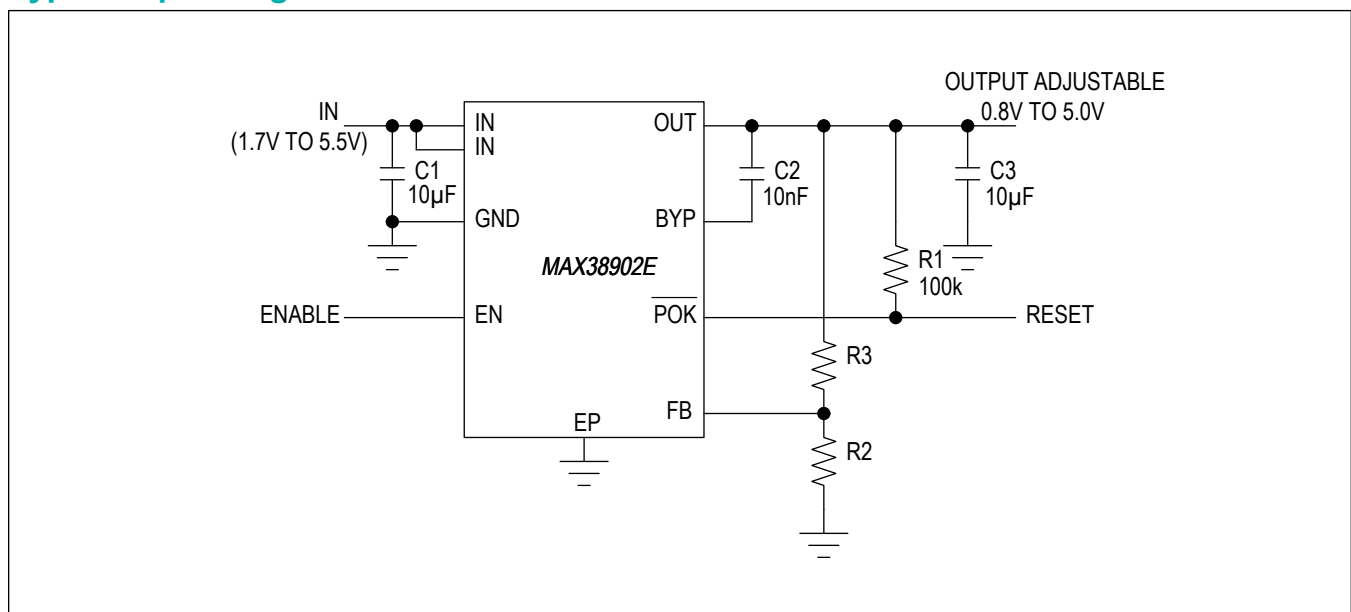 OUTPUT ADJUSTABLE
0.8V TO 5.0V
IN
(1.7V TO 5.5V)
IN
IN
OUT
C1
10µF
C2
10nF
C3
10µF
GND
BYP
MAX38902E
R1
100k
ENABLE
EN
POK
RESET
R3
FB
EP
R2